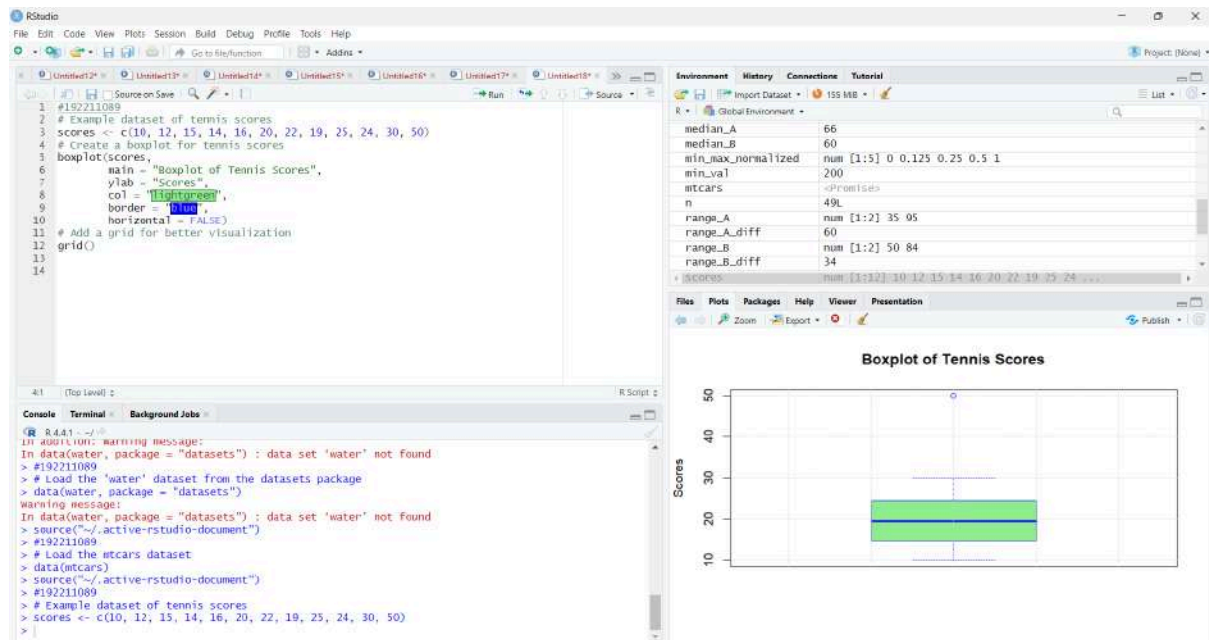 RStudio
File Edit Code View Plots Session Build Debug Profile Tools Help
Go to file/function Addins Project: (None)
Untitled12* Untitled13* Untitled14* Untitled15* Untitled16* Untitled17* Untitled18*
Source on Save Run Source
1 #192211089
2 # Example dataset of tennis scores
3 scores <- c(10, 12, 15, 14, 16, 20, 22, 19, 25, 24, 30, 50)
4 # Create a boxplot for tennis scores
5 boxplot(scores,
6 main = "Boxplot of Tennis Scores",
7 ylab = "Scores",
8 col = "lightgreen",
9 border = "blue",
10 horizontal = FALSE)
11 # Add a grid for better visualization
12 grid()
13
14
4:1 (Top Level) R Script
Console Terminal Background Jobs
R 4.4.1 · ~/
In addition: Warning message:
In data(water, package = "datasets") : data set 'water' not found
> #192211089
> # Load the 'water' dataset from the datasets package
> data(water, package = "datasets")
Warning message:
In data(water, package = "datasets") : data set 'water' not found
> source("~/.active-rstudio-document")
> #192211089
> # Load the mtcars dataset
> data(mtcars)
> source("~/.active-rstudio-document")
> #192211089
> # Example dataset of tennis scores
> scores <- c(10, 12, 15, 14, 16, 20, 22, 19, 25, 24, 30, 50)
>
Environment History Connections Tutorial
Import Dataset 155 MiB List
R Global Environment
median_A 66
median_B 60
min_max_normalized num [1:5] 0 0.125 0.25 0.5 1
min_val 200
mtcars <Promise>
n 49L
range_A num [1:2] 35 95
range_A_diff 60
range_B num [1:2] 50 84
range_B_diff 34
scores num [1:12] 10 12 15 14 16 20 22 19 25 24 ...
Files Plots Packages Help Viewer Presentation
Zoom Export Publish
Boxplot of Tennis Scores
Scores
50
40
30
20
10